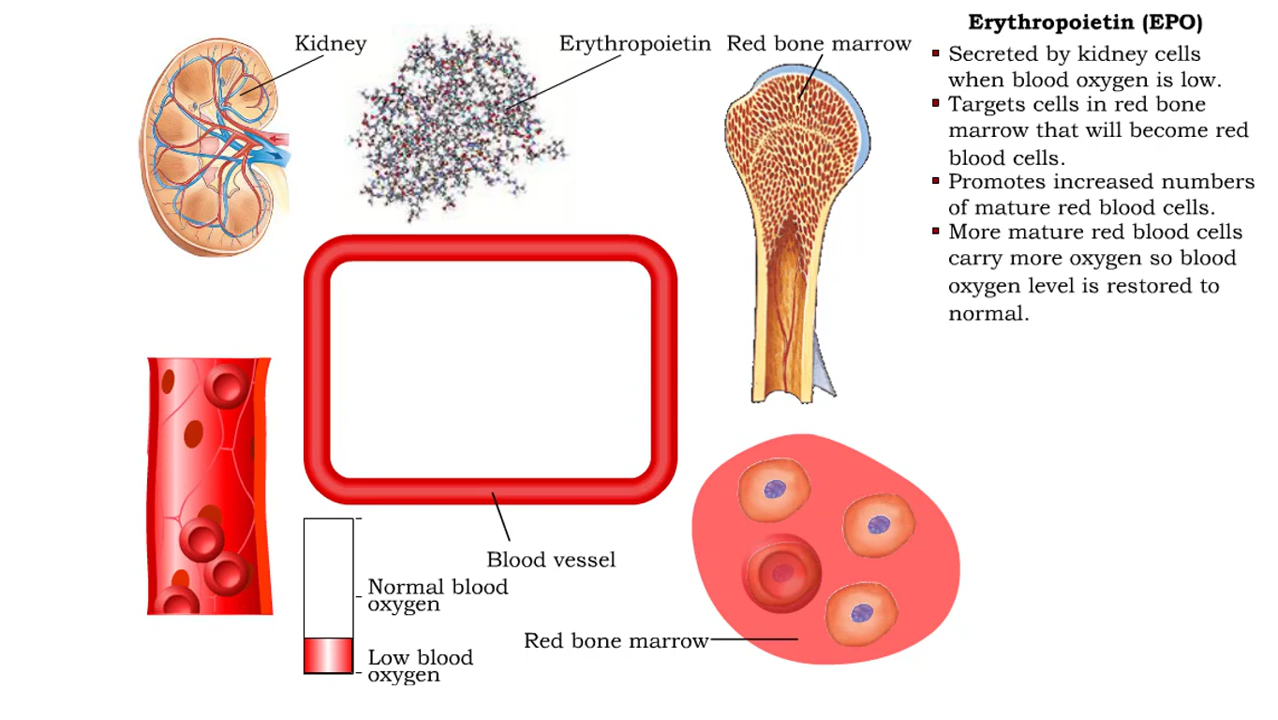 Erythropoietin (EPO)
Kidney
Erythropoietin
Red bone marrow
▪ Secreted by kidney cells
when blood oxygen is low.
▪ Targets cells in red bone
marrow that will become red
blood cells.
▪ Promotes increased numbers
of mature red blood cells.
▪ More mature red blood cells
carry more oxygen so blood
oxygen level is restored to
normal.
Blood vessel
Normal blood
oxygen
Red bone marrow
Low blood
oxygen